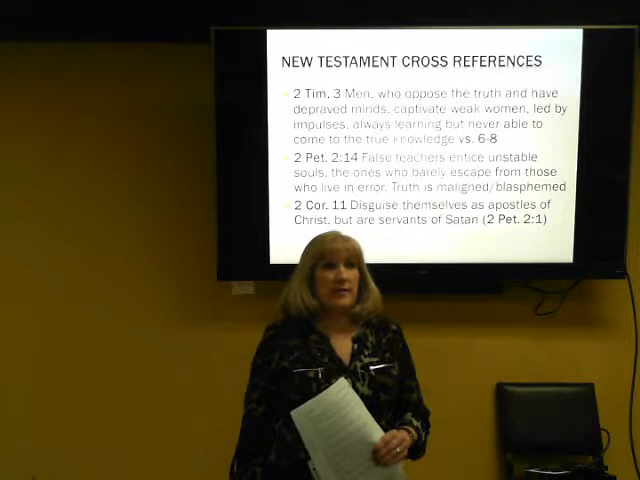 NEW TESTAMENT CROSS REFERENCES
2 Tim. 3 Men, who oppose the truth and have
depraved minds, captivate weak women, led by
impulses, always learning but never able to
come to the true knowledge vs. 6-8
2 Pet. 2:14 False teachers entice unstable
souls, the ones who barely escape from those
who live in error. Truth is maligned/blasphemed
2 Cor. 11 Disguise themselves as apostles of
Christ, but are servants of Satan (2 Pet. 2:1)